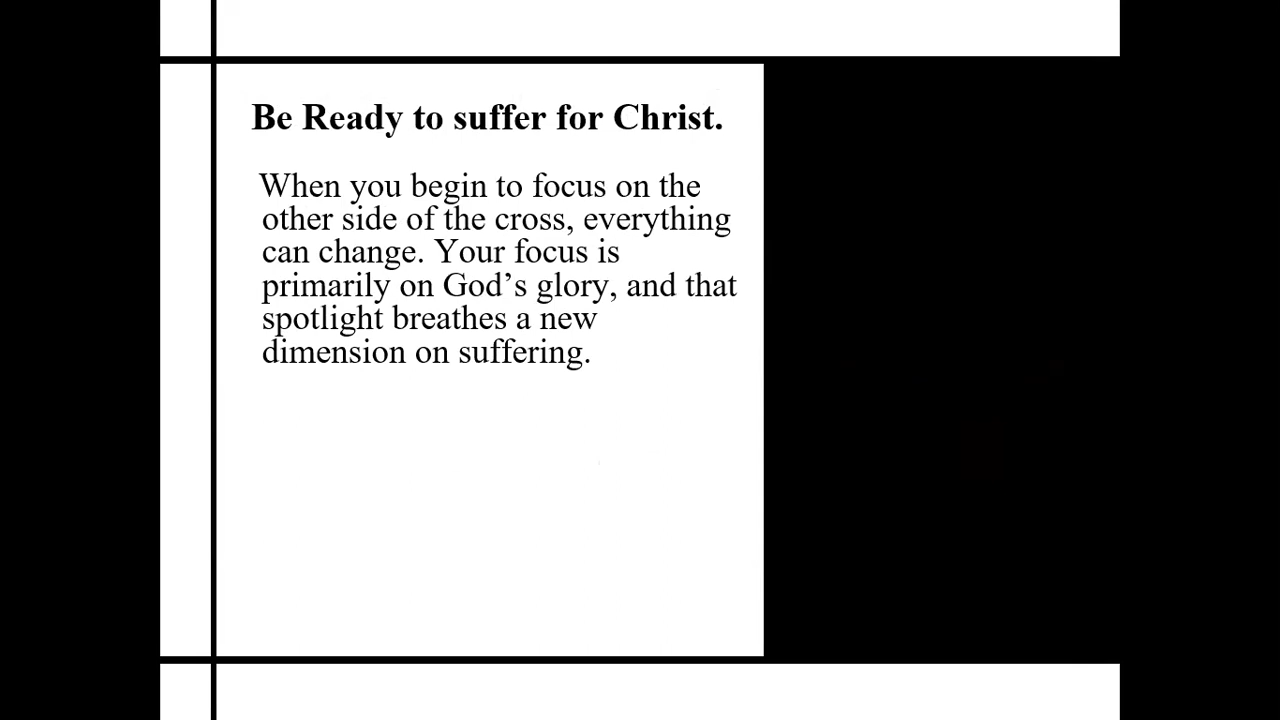 Be Ready to suffer for Christ.
When you begin to focus on the
other side of the cross, everything
can change. Your focus is
primarily on God’s glory, and that
spotlight breathes a new
dimension on suffering.